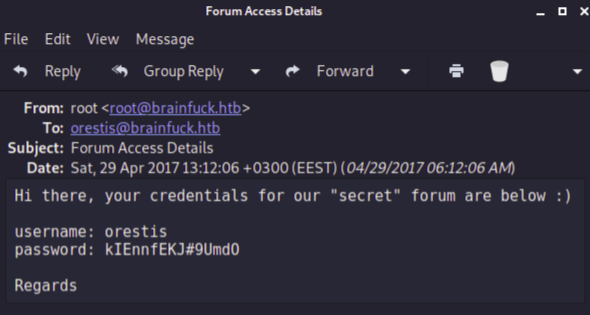 Forum Access Details
File Edit View Message
Reply Group Reply Forward
From: root <root@brainfuck.htb>
To: orestis@brainfuck.htb
Subject: Forum Access Details
Date: Sat, 29 Apr 2017 13:12:06 +0300 (EEST) (04/29/2017 06:12:06 AM)
Hi there, your credentials for our "secret" forum are below :)
username: orestis
password: kIEnnfEKJ#9UmdO
Regards